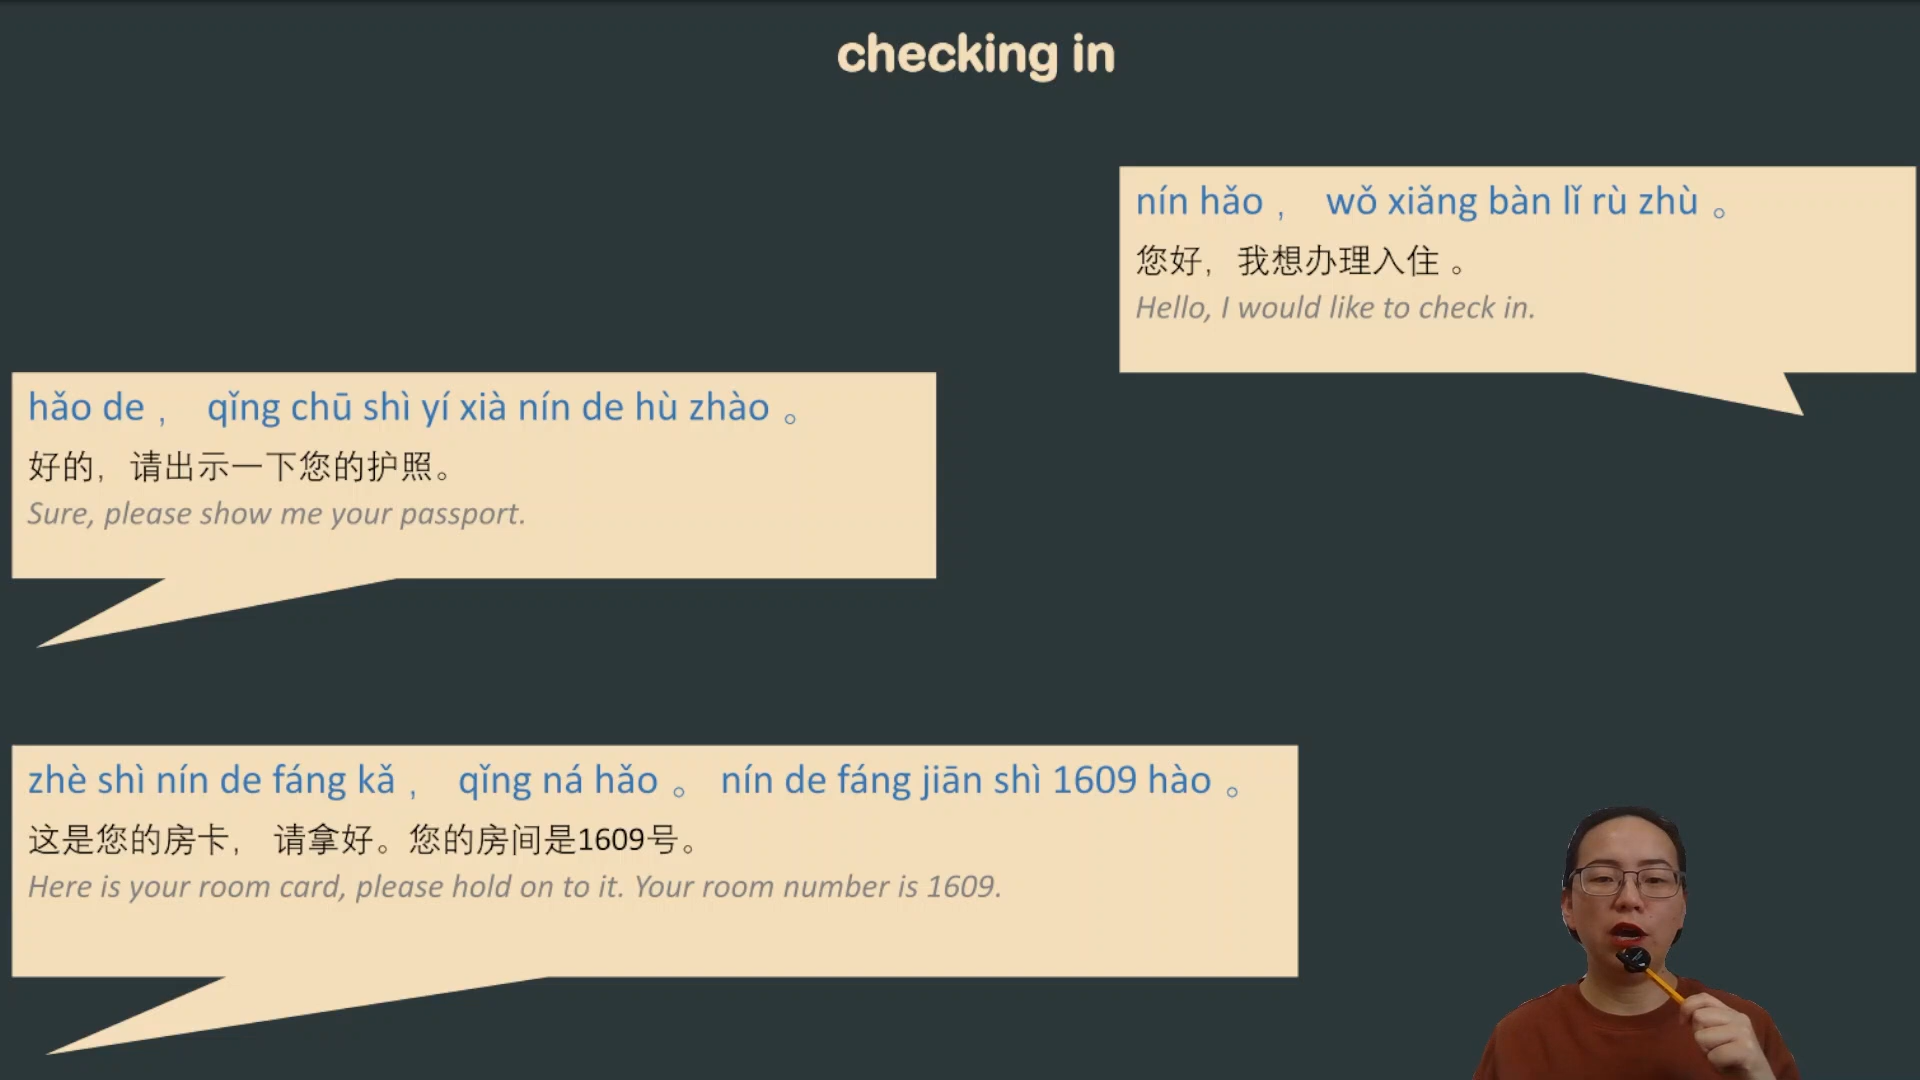 checking in
nín hǎo， wǒ xiǎng bàn lǐ rù zhù 。
您好，我想办理入住 。
Hello, I would like to check in.
hǎo de， qǐng chū shì yí xià nín de hù zhào 。
好的，请出示一下您的护照。
Sure, please show me your passport.
zhè shì nín de fáng kǎ， qǐng ná hǎo 。 nín de fáng jiān shì 1609 hào 。
这是您的房卡， 请拿好。您的房间是1609号。
Here is your room card, please hold on to it. Your room number is 1609.